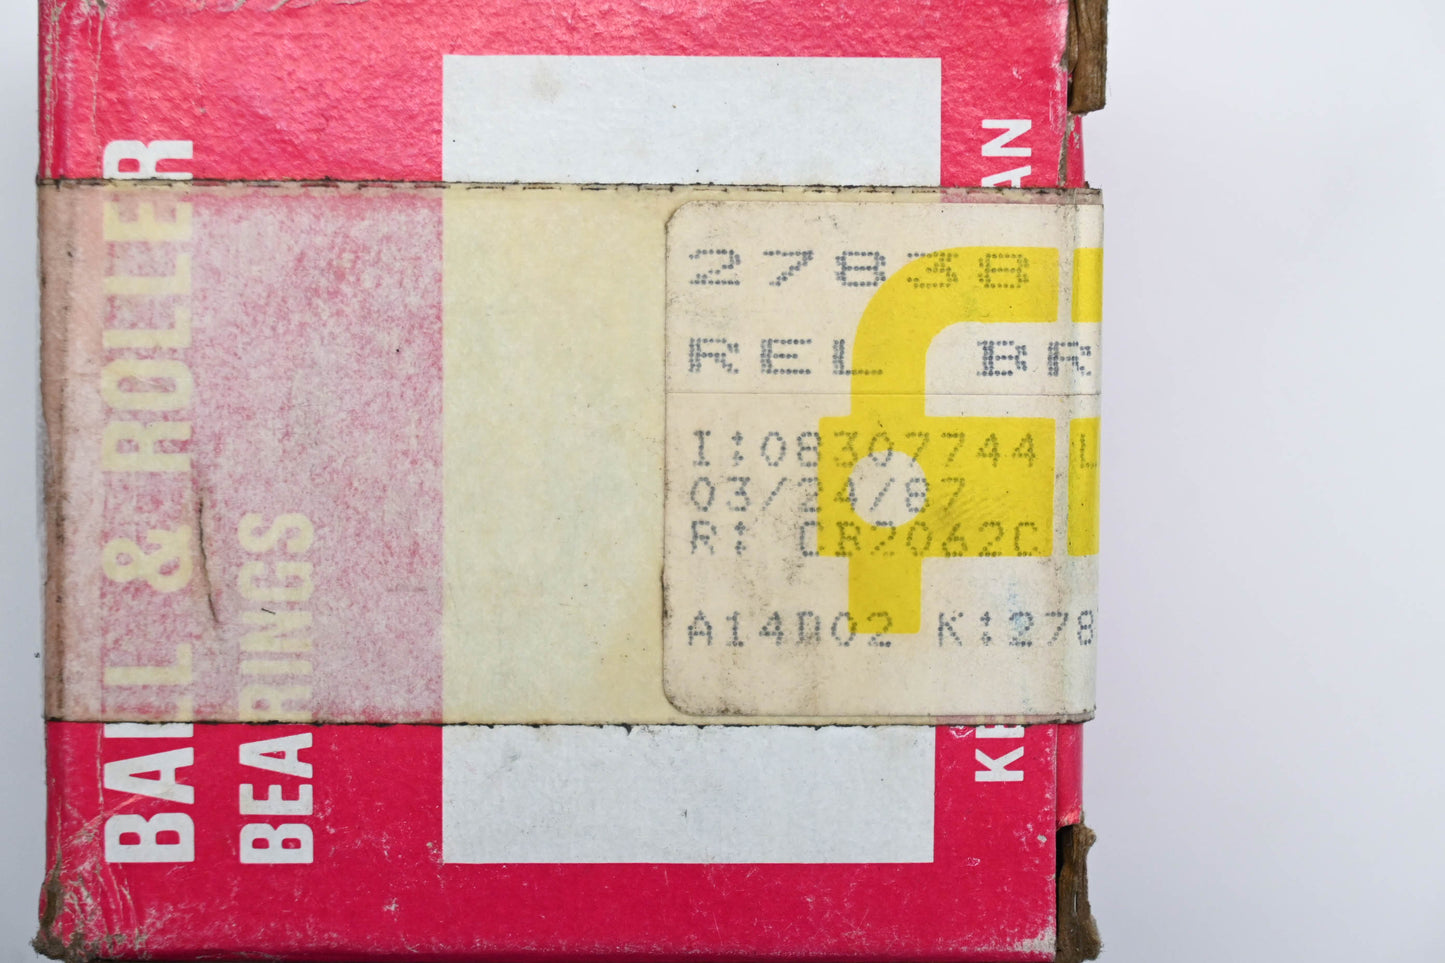 BALL & ROLLER
BEARINGS
27838
REL BR
I:08307744
03/24/87
R: CR2062C
A14D02 K:278